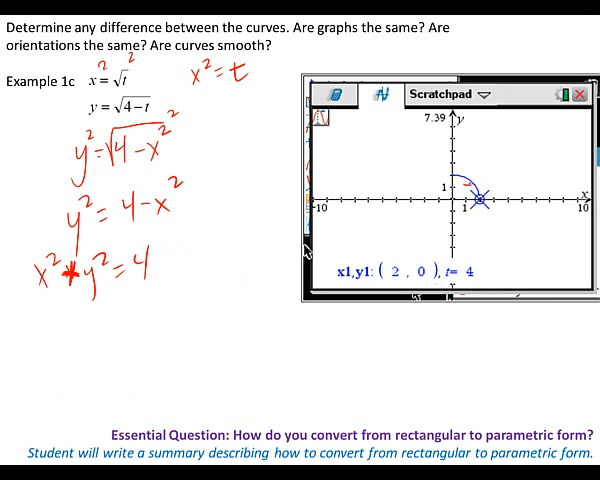 Determine any difference between the curves. Are graphs the same? Are
orientations the same? Are curves smooth?
Example 1c x² = √t² x² = t
y = √4−t
y² = √4−x²²
y² = 4−x²
x² + y² = 4
Scratchpad
7.39 y
1
x
-10 1 10
x1,y1: ( 2 , 0 ), t= 4
Essential Question: How do you convert from rectangular to parametric form?
Student will write a summary describing how to convert from rectangular to parametric form.